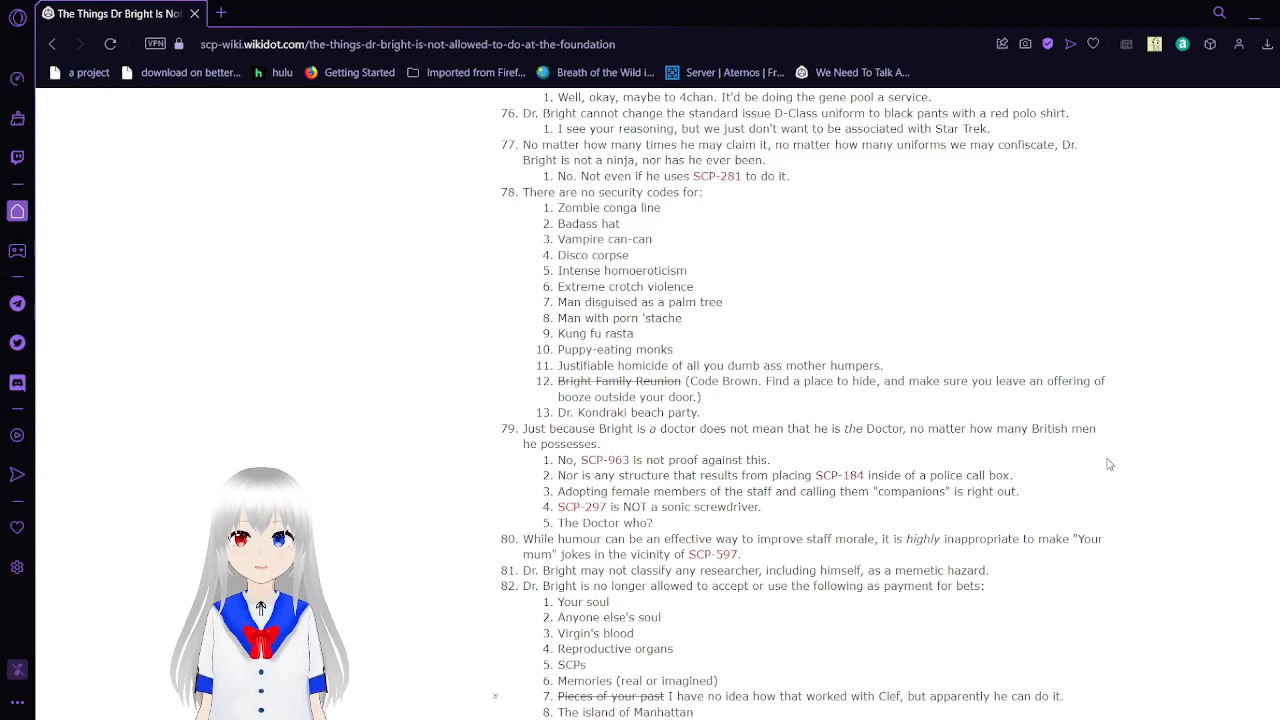 The Things Dr Bright Is Not
scp-wiki.wikidot.com/the-things-dr-bright-is-not-allowed-to-do-at-the-foundation
VPN
a project
download on better...
hulu
Getting Started
Imported from Firef...
Breath of the Wild i...
Server | Aternos | Fr...
We Need To Talk A...
1. Well, okay, maybe to 4chan. It'd be doing the gene pool a service.
76. Dr. Bright cannot change the standard issue D-Class uniform to black pants with a red polo shirt.
1. I see your reasoning, but we just don't want to be associated with Star Trek.
77. No matter how many times he may claim it, no matter how many uniforms we may confiscate, Dr.
Bright is not a ninja, nor has he ever been.
1. No. Not even if he uses SCP-281 to do it.
78. There are no security codes for:
1. Zombie conga line
2. Badass hat
3. Vampire can-can
4. Disco corpse
5. Intense homoeroticism
6. Extreme crotch violence
7. Man disguised as a palm tree
8. Man with porn 'stache
9. Kung fu rasta
10. Puppy-eating monks
11. Justifiable homicide of all you dumb ass mother humpers.
12. Bright Family Reunion (Code Brown. Find a place to hide, and make sure you leave an offering of
booze outside your door.)
13. Dr. Kondraki beach party.
79. Just because Bright is a doctor does not mean that he is the Doctor, no matter how many British men
he possesses.
1. No, SCP-963 is not proof against this.
2. Nor is any structure that results from placing SCP-184 inside of a police call box.
3. Adopting female members of the staff and calling them "companions" is right out.
4. SCP-297 is NOT a sonic screwdriver.
5. The Doctor who?
80. While humour can be an effective way to improve staff morale, it is highly inappropriate to make "Your
mum" jokes in the vicinity of SCP-597.
81. Dr. Bright may not classify any researcher, including himself, as a memetic hazard.
82. Dr. Bright is no longer allowed to accept or use the following as payment for bets:
1. Your soul
2. Anyone else's soul
3. Virgin's blood
4. Reproductive organs
5. SCPs
6. Memories (real or imagined)
7. Pieces of your past I have no idea how that worked with Clef, but apparently he can do it.
8. The island of Manhattan